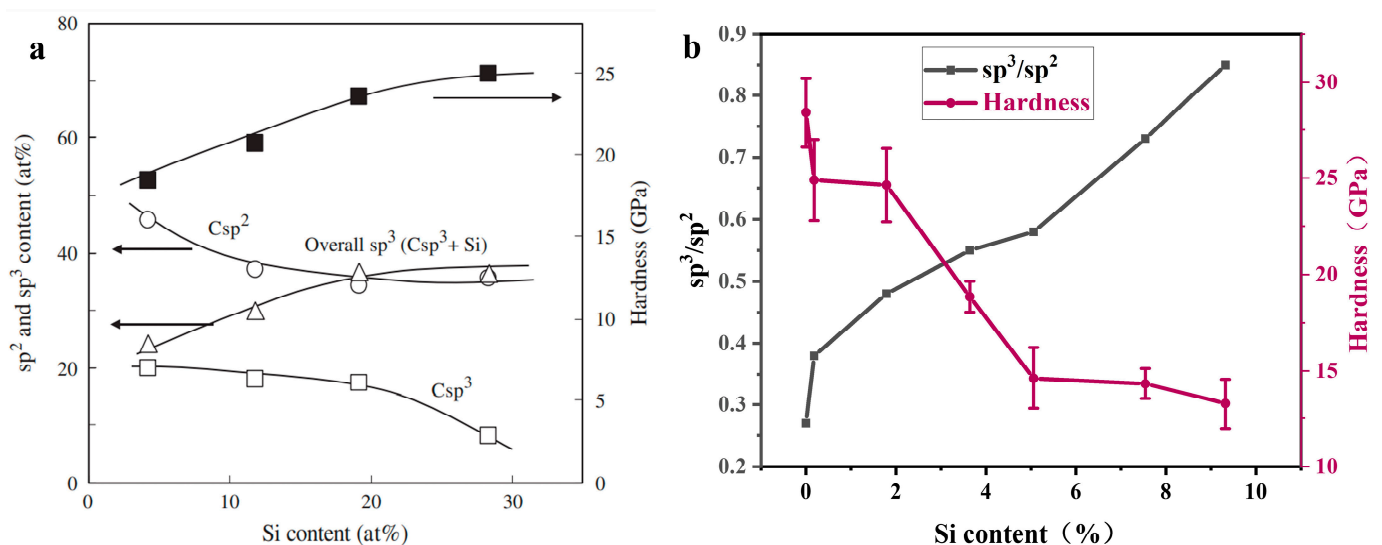 a
80
60
40
20
0
sp² and sp³ content (at%)
0
10
20
30
Si content (at%)
25
20
15
10
5
0
Hardness (GPa)
Csp²
Overall sp³ (Csp³+ Si)
Csp³
b
0.9
0.8
0.7
0.6
0.5
0.4
0.3
0.2
sp³/sp²
sp³/sp²
Hardness
0
2
4
6
8
10
Si content（%）
30
25
20
15
10
Hardness（GPa）